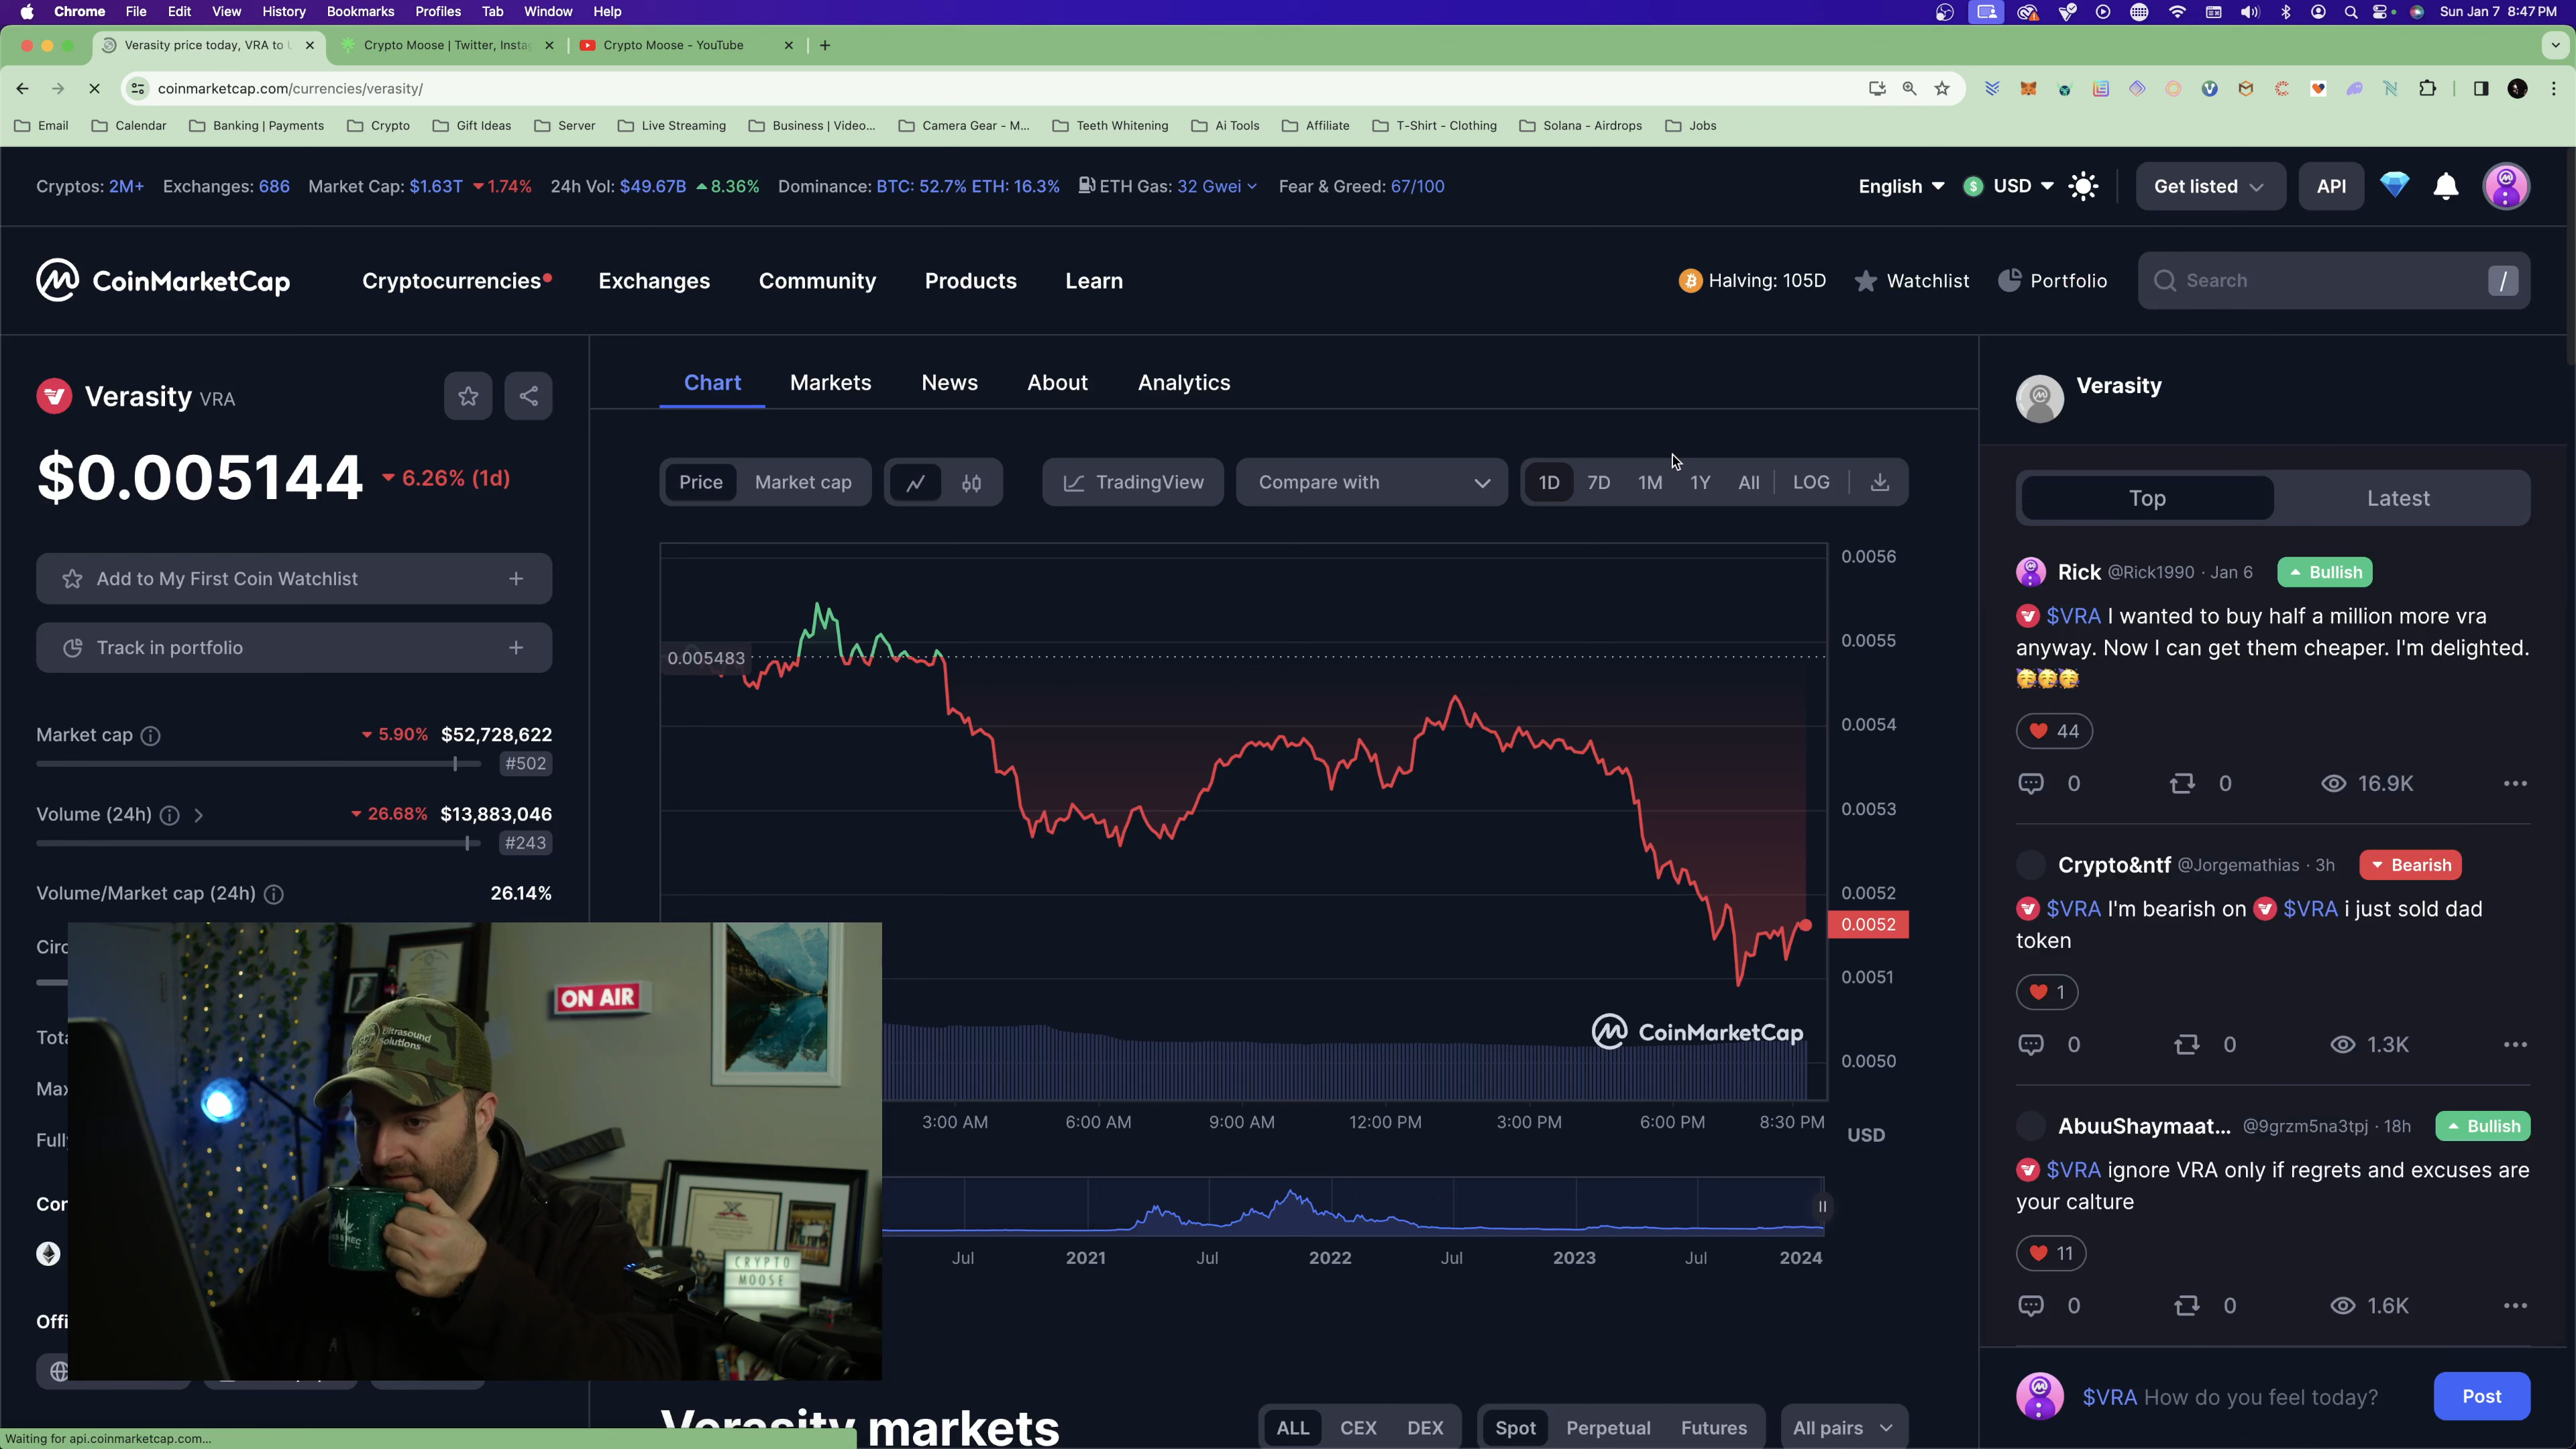 Chrome File Edit View History Bookmarks Profiles Tab Window Help Sun Jan 7 8:47 PM
Verasity price today, VRA to U Crypto Moose | Twitter, Insta Crypto Moose - YouTube
coinmarketcap.com/currencies/verasity/
Email Calendar Banking | Payments Crypto Gift Ideas Server Live Streaming Business | Video... Camera Gear - M... Teeth Whitening Ai Tools Affiliate T-Shirt - Clothing Solana - Airdrops Jobs
Cryptos: 2M+ Exchanges: 686 Market Cap: $1.63T 1.74% 24h Vol: $49.67B 8.36% Dominance: BTC: 52.7% ETH: 16.3% ETH Gas: 32 Gwei Fear & Greed: 67/100 English USD Get listed API
CoinMarketCap Cryptocurrencies Exchanges Community Products Learn Halving: 105D Watchlist Portfolio Search /
Verasity VRA
$0.005144 6.26% (1d)
Add to My First Coin Watchlist +
Track in portfolio +
Market cap 5.90% $52,728,622
#502
Volume (24h) 26.68% $13,883,046
#243
Volume/Market cap (24h) 26.14%
Circ
Tota
Max
Fully
Con
Offi
Chart Markets News About Analytics
Price Market cap TradingView Compare with 1D 7D 1M 1Y All LOG
0.0056
0.0055
0.005483
0.0054
0.0053
0.0052
0.0052
0.0051
CoinMarketCap
0.0050
3:00 AM 6:00 AM 9:00 AM 12:00 PM 3:00 PM 6:00 PM 8:30 PM
USD
Jul 2021 Jul 2022 Jul 2023 Jul 2024
Verasity markets ALL CEX DEX Spot Perpetual Futures All pairs
Verasity
Top Latest
Rick @Rick1990 · Jan 6 Bullish
$VRA I wanted to buy half a million more vra
anyway. Now I can get them cheaper. I'm delighted.
🥳🥳🥳
44
0 0 16.9K
Crypto&ntf @Jorgemathias · 3h Bearish
$VRA I'm bearish on $VRA i just sold dad
token
1
0 0 1.3K
AbuuShaymaat... @9grzm5na3tpj · 18h Bullish
$VRA ignore VRA only if regrets and excuses are
your calture
11
0 0 1.6K
$VRA How do you feel today? Post
ON AIR
Ultrasound
Solutions
CRYPTO
MOOSE
Waiting for api.coinmarketcap.com...